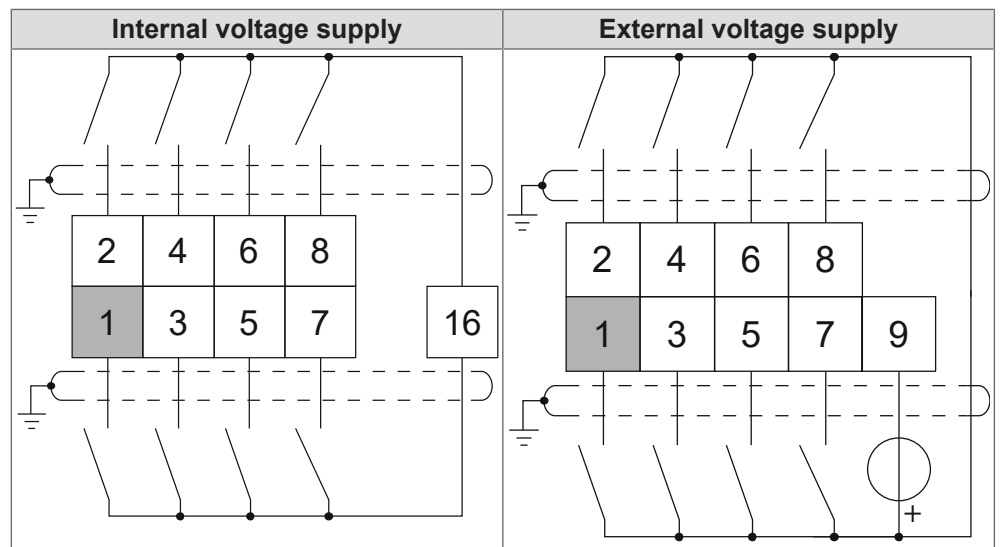 Internal voltage supply
External voltage supply
2 4 6 8
1 3 5 7 16
2 4 6 8
1 3 5 7 9
+